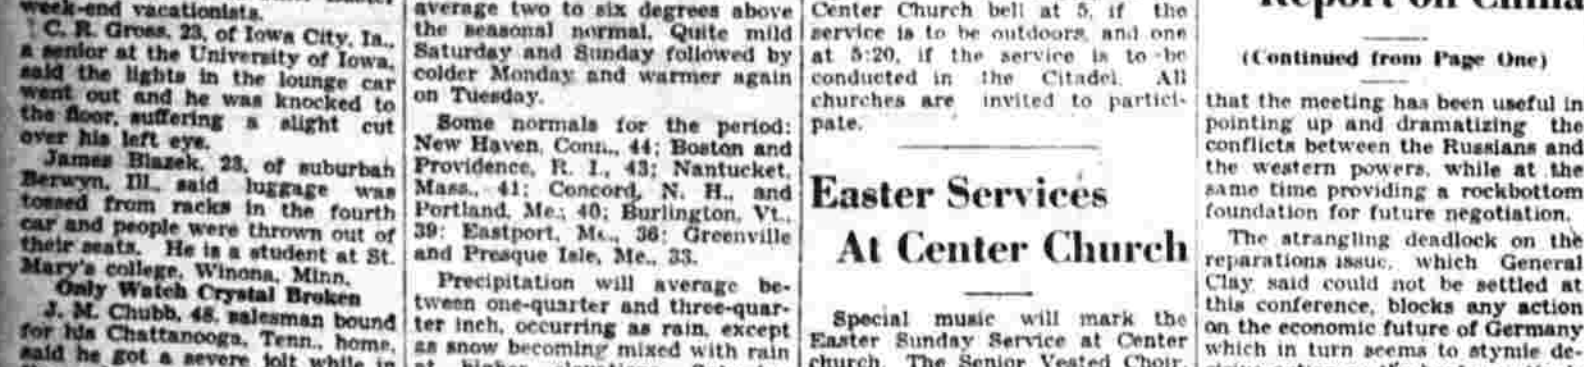 week-end vacationists.
C. R. Gross, 23, of Iowa City, Ia.,
a senior at the University of Iowa,
said the lights in the lounge car
went out and he was knocked to
the floor, suffering a slight cut
over his left eye.
James Blazek, 23, of suburban
Berwyn, Ill., said luggage was
tossed from racks in the fourth
car and people were thrown out of
their seats. He is a student at St.
Mary's college, Winona, Minn.
Only Watch Crystal Broken
J. M. Chubb, 48, salesman bound
for his Chattanooga, Tenn., home,
said he got a severe jolt while in
average two to six degrees above
the seasonal normal. Quite mild
Saturday and Sunday followed by
colder Monday and warmer again
on Tuesday.
Some normals for the period:
New Haven, Conn., 44; Boston and
Providence, R. I., 43; Nantucket,
Mass., 41; Concord, N. H., and
Portland, Me.; 40; Burlington, Vt.,
39; Eastport, Me., 36; Greenville
and Presque Isle, Me., 33.
Precipitation will average be-
tween one-quarter and three-quar-
ter inch, occurring as rain, except
as snow becoming mixed with rain
at higher elevations.
Center Church bell at 5, if the
service is to be outdoors, and one
at 5:20, if the service is to be
conducted in the Citadel. All
churches are invited to partici-
pate.
Easter Services
At Center Church
Special music will mark the
Easter Sunday Service at Center
church. The Senior Vested Choir,
Report on China
(Continued from Page One)
that the meeting has been useful in
pointing up and dramatizing the
conflicts between the Russians and
the western powers, while at the
same time providing a rockbottom
foundation for future negotiation.
The strangling deadlock on the
reparations issue, which General
Clay said could not be settled at
this conference, blocks any action
on the economic future of Germany
which in turn seems to stymie de-